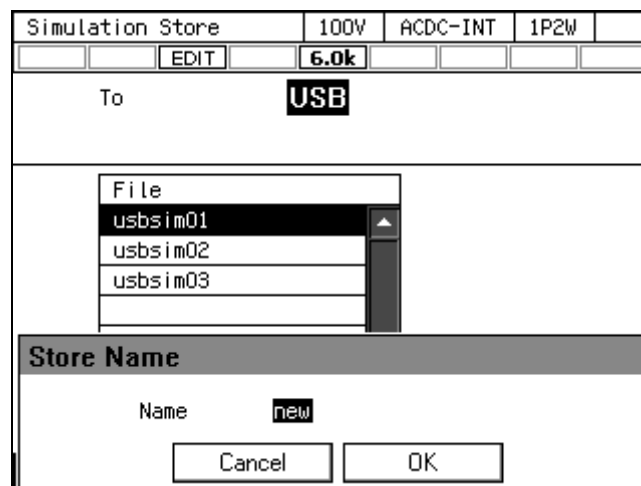 Simulation Store 100V ACDC-INT 1P2W
EDIT 6.0k
To USB
File
usbsim01
usbsim02
usbsim03
Store Name
Name new
Cancel OK